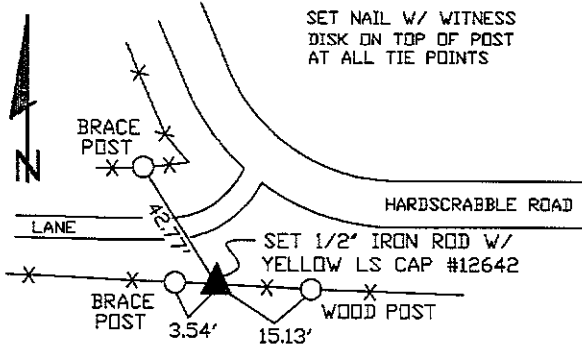 SET NAIL W/ WITNESS
DISK ON TOP OF POST
AT ALL TIE POINTS
N
BRACE
POST
42.77'
HARDSCRABBLE ROAD
LANE
SET 1/2" IRON ROD W/
YELLOW LS CAP #12642
BRACE
POST
WOOD POST
3.54'
15.13'